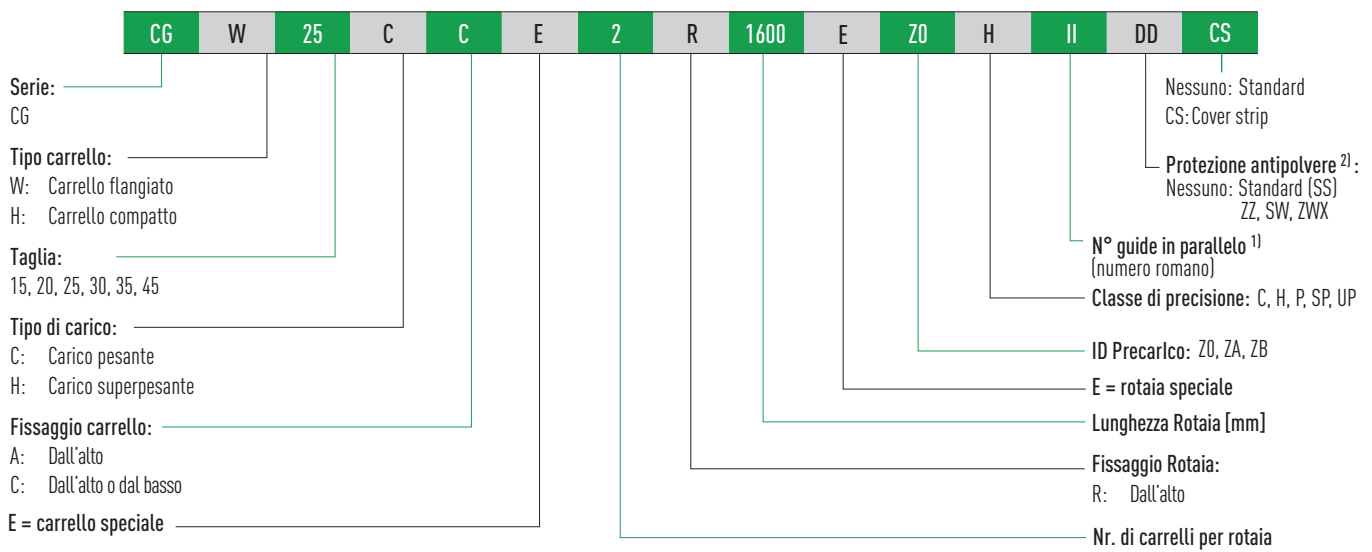 CG W 25 C C E 2 R 1600 E Z0 H II DD CS
Serie:
CG
Tipo carrello:
W: Carrello flangiato
H: Carrello compatto
Taglia:
15, 20, 25, 30, 35, 45
Tipo di carico:
C: Carico pesante
H: Carico superpesante
Fissaggio carrello:
A: Dall'alto
C: Dall'alto o dal basso
E = carrello speciale
Nessuno: Standard
CS: Cover strip
Protezione antipolvere 2) :
Nessuno: Standard (SS)
ZZ, SW, ZWX
N° guide in parallelo 1)
(numero romano)
Classe di precisione: C, H, P, SP, UP
ID PrecarIco: Z0, ZA, ZB
E = rotaia speciale
Lunghezza Rotaia [mm]
Fissaggio Rotaia:
R: Dall'alto
Nr. di carrelli per rotaia